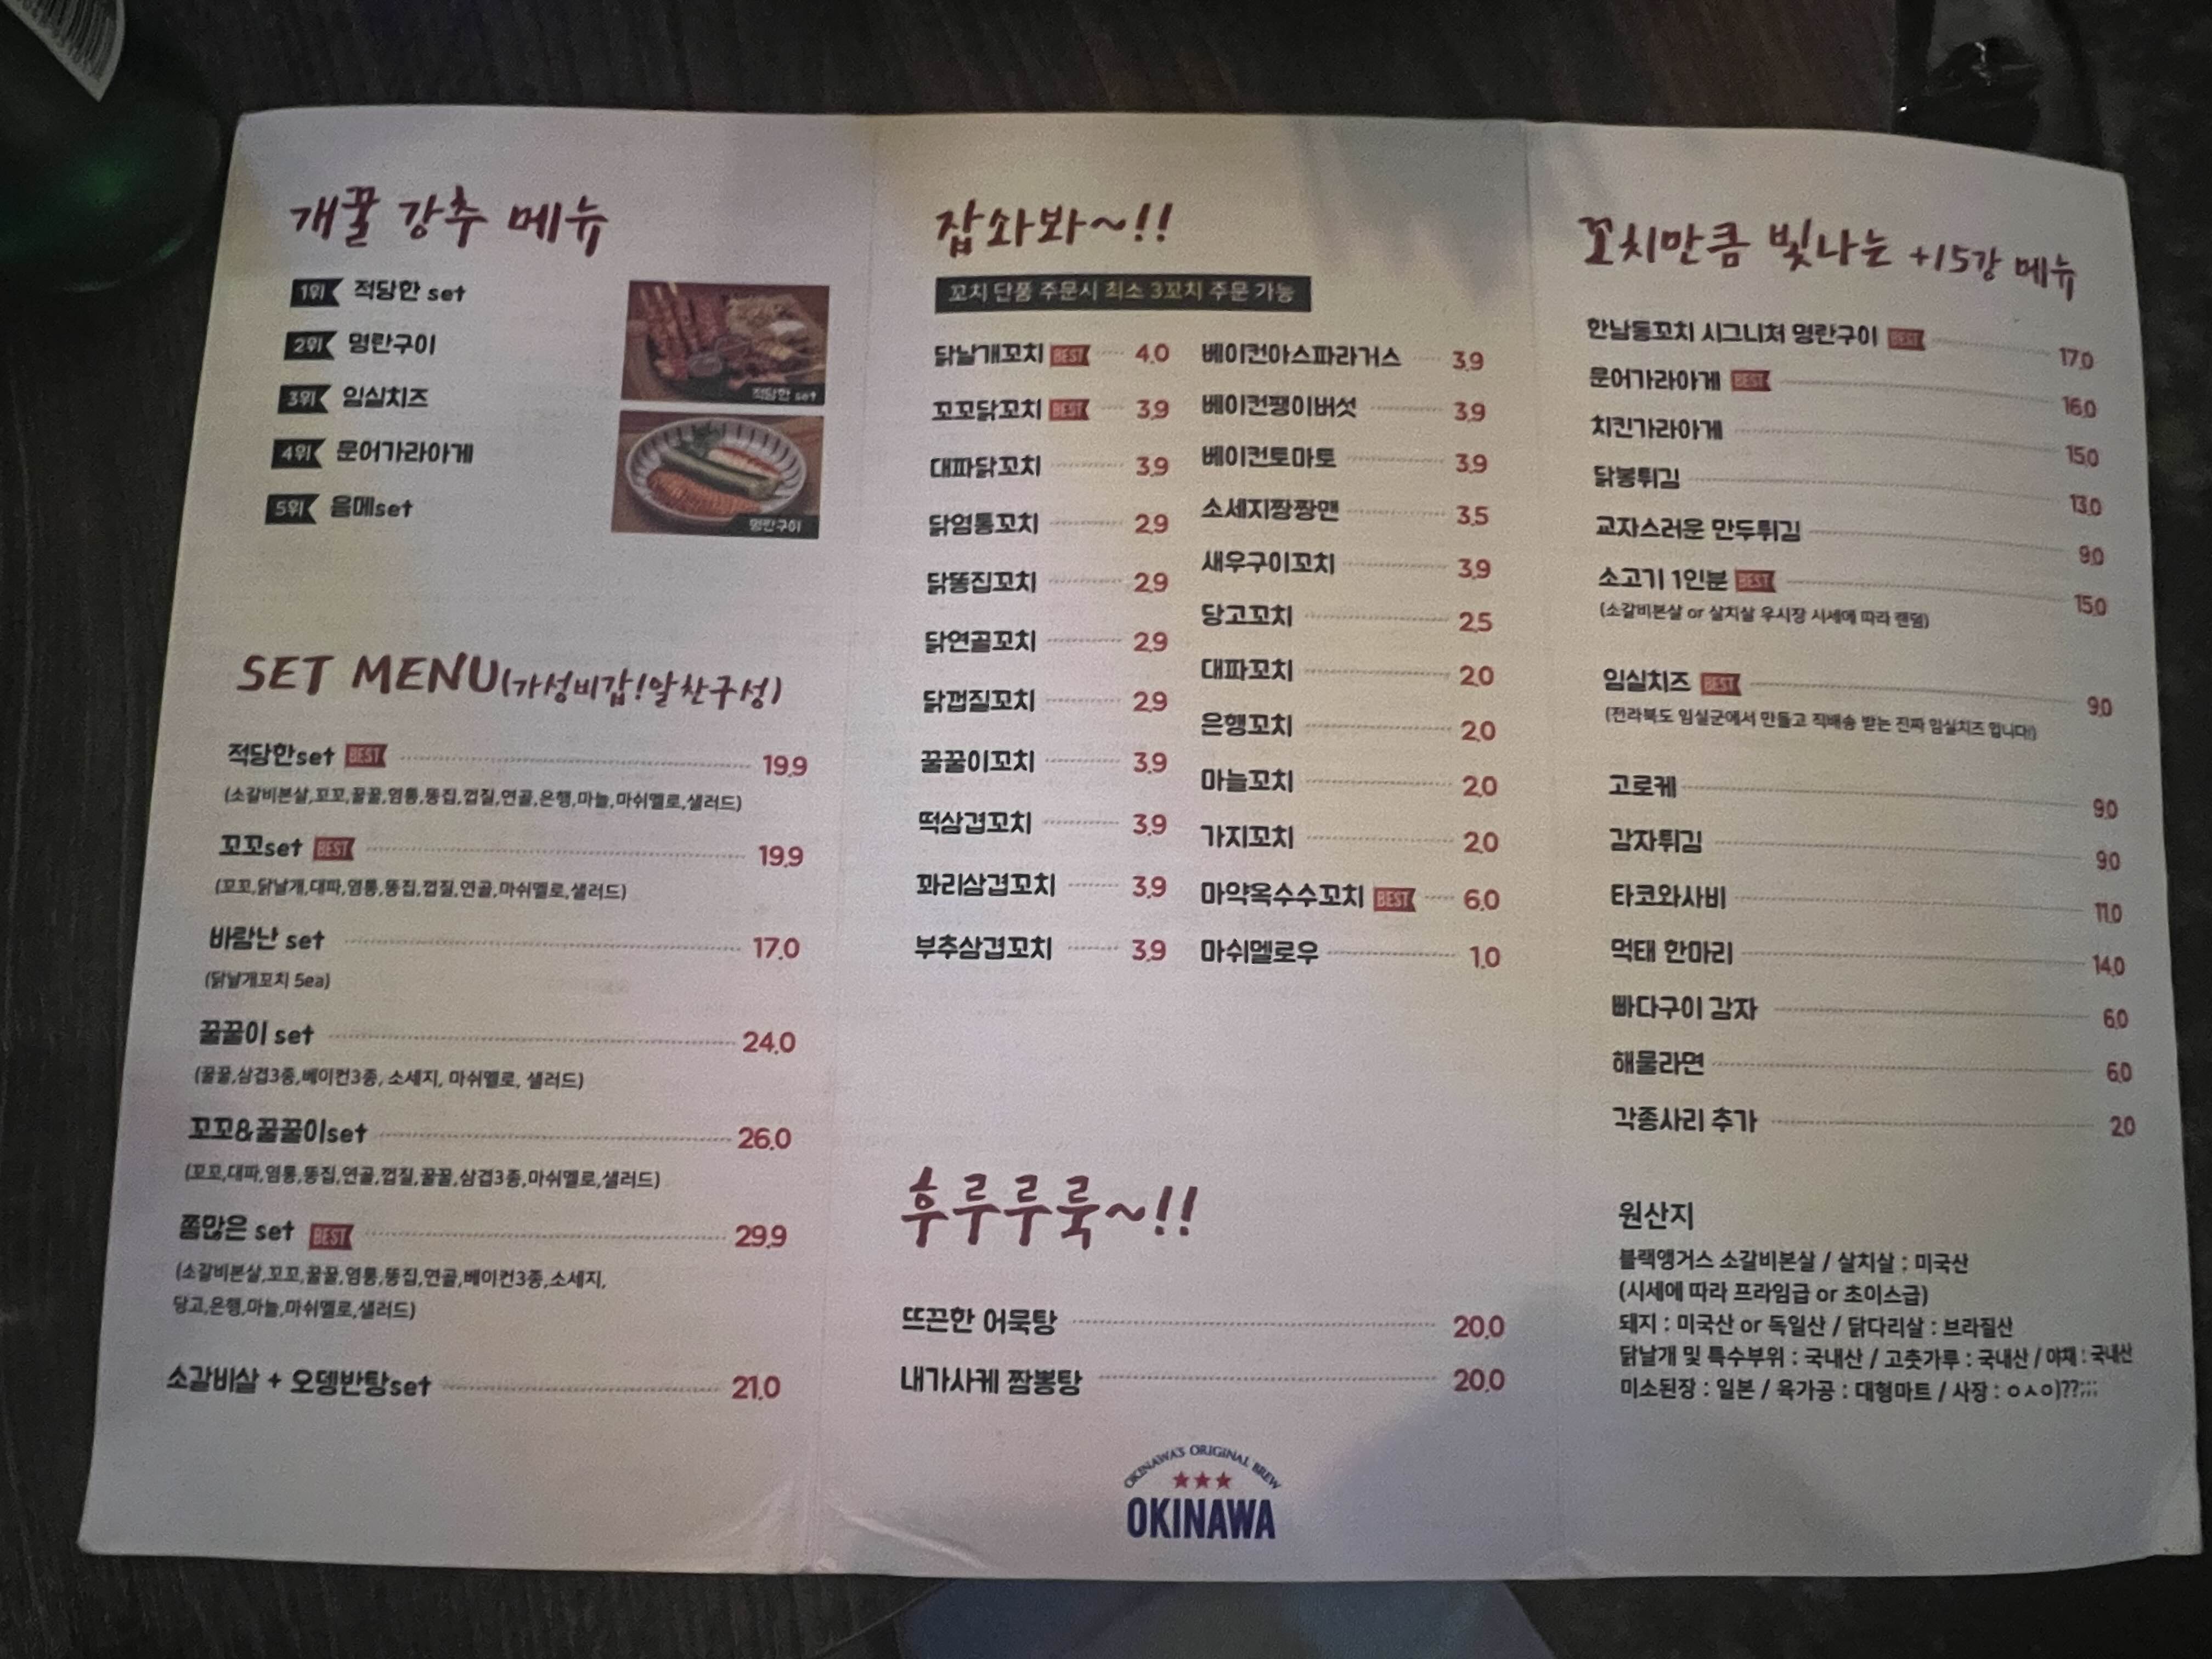 개꿀 강추 메뉴
1위 적당한 set
2위 명란구이
3위 임실치즈
4위 문어가라아게
5위 음메set
적당한 set
명란구이
SET MENU(가성비갑!알찬구성)
적당한set BEST 19.9
(소갈비본살,꼬꼬,꿀꿀,염통,똥집,껍질,연골,은행,마늘,마쉬멜로,샐러드)
꼬꼬set BEST 19.9
(꼬꼬,닭날개,대파,염통,똥집,껍질,연골,마쉬멜로,샐러드)
바람난 set 17.0
(닭날개꼬치 5ea)
꿀꿀이 set 24.0
(꿀꿀,삼겹3종,베이컨3종, 소세지, 마쉬멜로, 샐러드)
꼬꼬&꿀꿀이set 26.0
(꼬꼬,대파,염통,똥집,연골,껍질,꿀꿀,삼겹3종,마쉬멜로,샐러드)
쫌많은 set BEST 29.9
(소갈비본살,꼬꼬,꿀꿀,염통,똥집,연골,베이컨3종,소세지,
당고,은행,마늘,마쉬멜로,샐러드)
소갈비살 + 오뎅반탕set 21.0
잡솨봐~!!
꼬치 단품 주문시 최소 3꼬치 주문 가능
닭날개꼬치 BEST 4.0
꼬꼬닭꼬치 BEST 3.9
대파닭꼬치 3.9
닭염통꼬치 2.9
닭똥집꼬치 2.9
닭연골꼬치 2.9
닭껍질꼬치 2.9
꿀꿀이꼬치 3.9
떡삼겹꼬치 3.9
꽈리삼겹꼬치 3.9
부추삼겹꼬치 3.9
베이컨아스파라거스 3.9
베이컨팽이버섯 3.9
베이컨토마토 3.9
소세지짱짱맨 3.5
새우구이꼬치 3.9
당고꼬치 2.5
대파꼬치 2.0
은행꼬치 2.0
마늘꼬치 2.0
가지꼬치 2.0
마약옥수수꼬치 BEST 6.0
마쉬멜로우 1.0
후루루룩~!!
뜨끈한 어묵탕 20.0
내가사케 짬뽕탕 20.0
OKINAWA'S ORIGINAL BREW
OKINAWA
꼬치만큼 빛나는 +15강 메뉴
한남동꼬치 시그니처 명란구이 BEST 17.0
문어가라아게 BEST 16.0
치킨가라아게 15.0
닭봉튀김 13.0
교자스러운 만두튀김 9.0
소고기 1인분 BEST 15.0
(소갈비본살 or 살치살 우시장 시세에 따라 랜덤)
임실치즈 BEST 9.0
(전라북도 임실군에서 만들고 직배송 받는 진짜 임실치즈 입니다!)
고로케 9.0
감자튀김 9.0
타코와사비 11.0
먹태 한마리 14.0
빠다구이 감자 6.0
해물라면 6.0
각종사리 추가 2.0
원산지
블랙앵거스 소갈비본살 / 살치살 : 미국산
(시세에 따라 프라임급 or 초이스급)
돼지 : 미국산 or 독일산 / 닭다리살 : 브라질산
닭날개 및 특수부위 : 국내산 / 고춧가루 : 국내산 / 야채 : 국내산
미소된장 : 일본 / 육가공 : 대형마트 / 사장 : ㅇㅅㅇ)??;;;